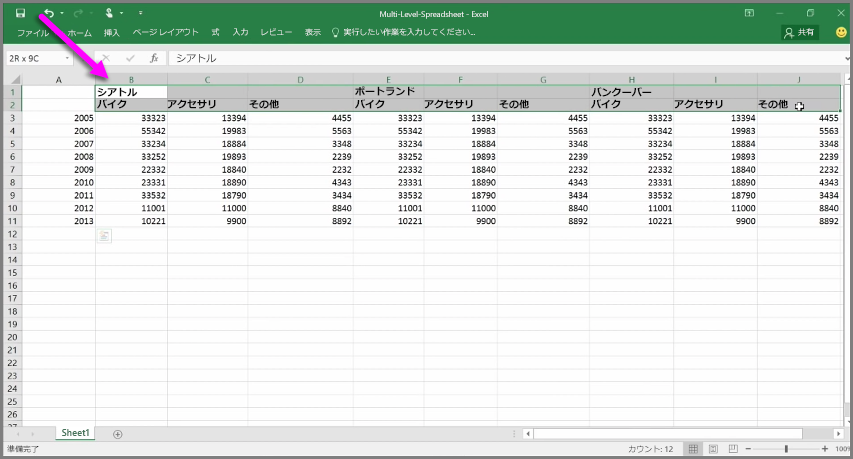 Multi-Level-Spreadsheet - Excel
ファイル ホーム 挿入 ページ レイアウト 式 入力 レビュー 表示 実行したい作業を入力してください... 共有
2R x 9C fx シアトル
A B C D E F G H I J
1 シアトル ポートランド バンクーバー
2 バイク アクセサリ その他 バイク アクセサリ その他 バイク アクセサリ その他
3 2005 33323 13394 4455 33323 13394 4455 33323 13394 4455
4 2006 55342 19983 5563 55342 19983 5563 55342 19983 5563
5 2007 33234 18884 3348 33234 18884 3348 33234 18884 3348
6 2008 33252 19893 2239 33252 19893 2239 33252 19893 2239
7 2009 22332 18840 2232 22332 18840 2232 22332 18840 2232
8 2010 23331 18890 4343 23331 18890 4343 23331 18890 4343
9 2011 33532 18790 3434 33532 18790 3434 33532 18790 3434
10 2012 11001 11000 8840 11001 11000 8840 11001 11000 8840
11 2013 10221 9900 8892 10221 9900 8892 10221 9900 8892
12
13
14
15
16
17
18
19
20
21
22
23
24
25
26
27
Sheet1
準備完了 カウント: 12 100%